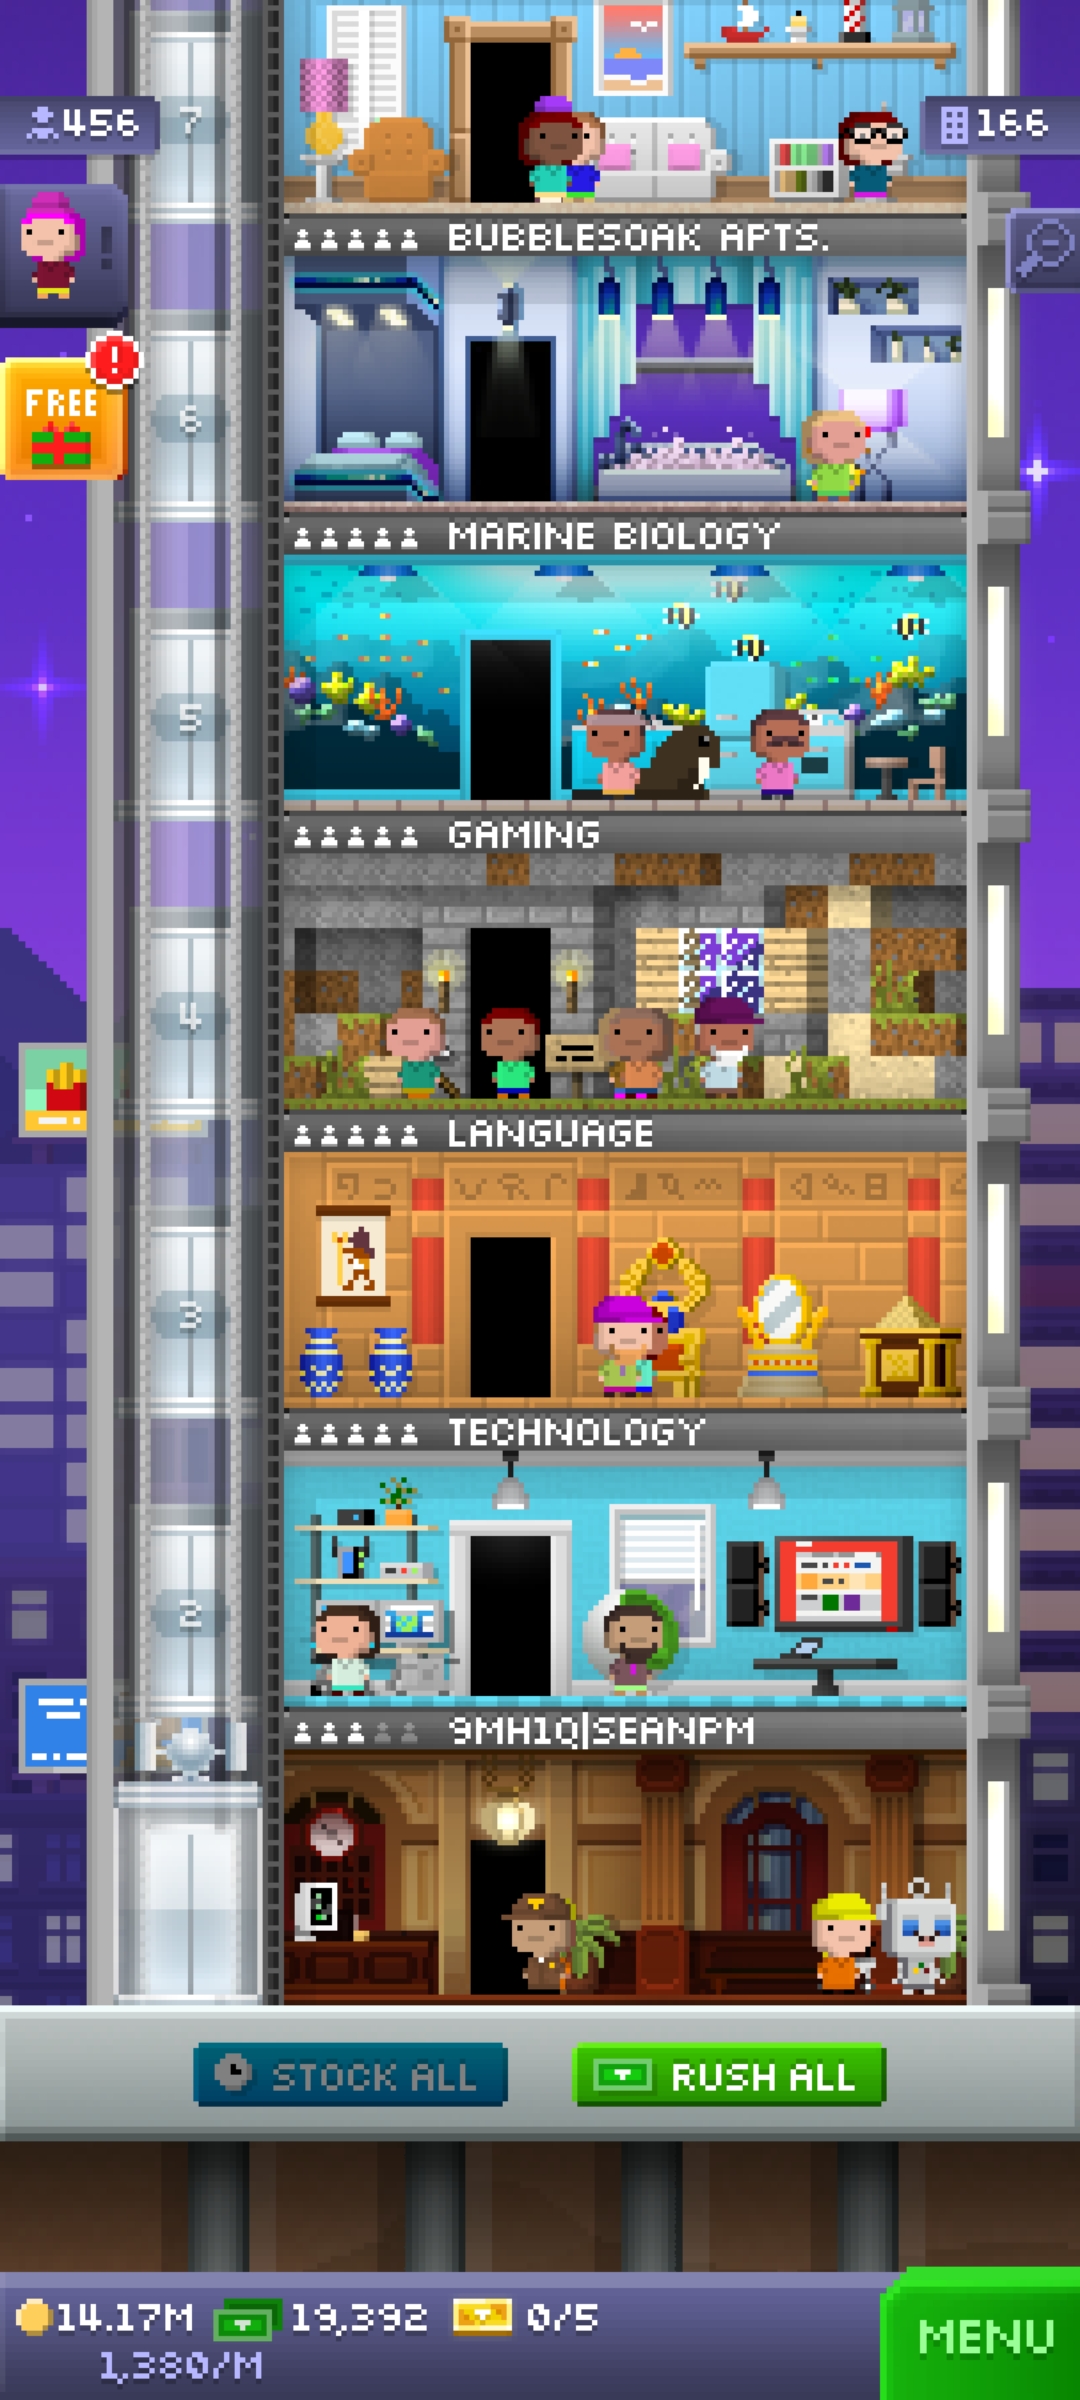 7
456
166
BUBBLESOAK APTS.
FREE
!
6
MARINE BIOLOGY
5
GAMING
4
LANGUAGE
3
TECHNOLOGY
2
9MH1Q|SEANPM
1
STOCK ALL
RUSH ALL
14.17M
19,392
0/5
1,380/M
MENU